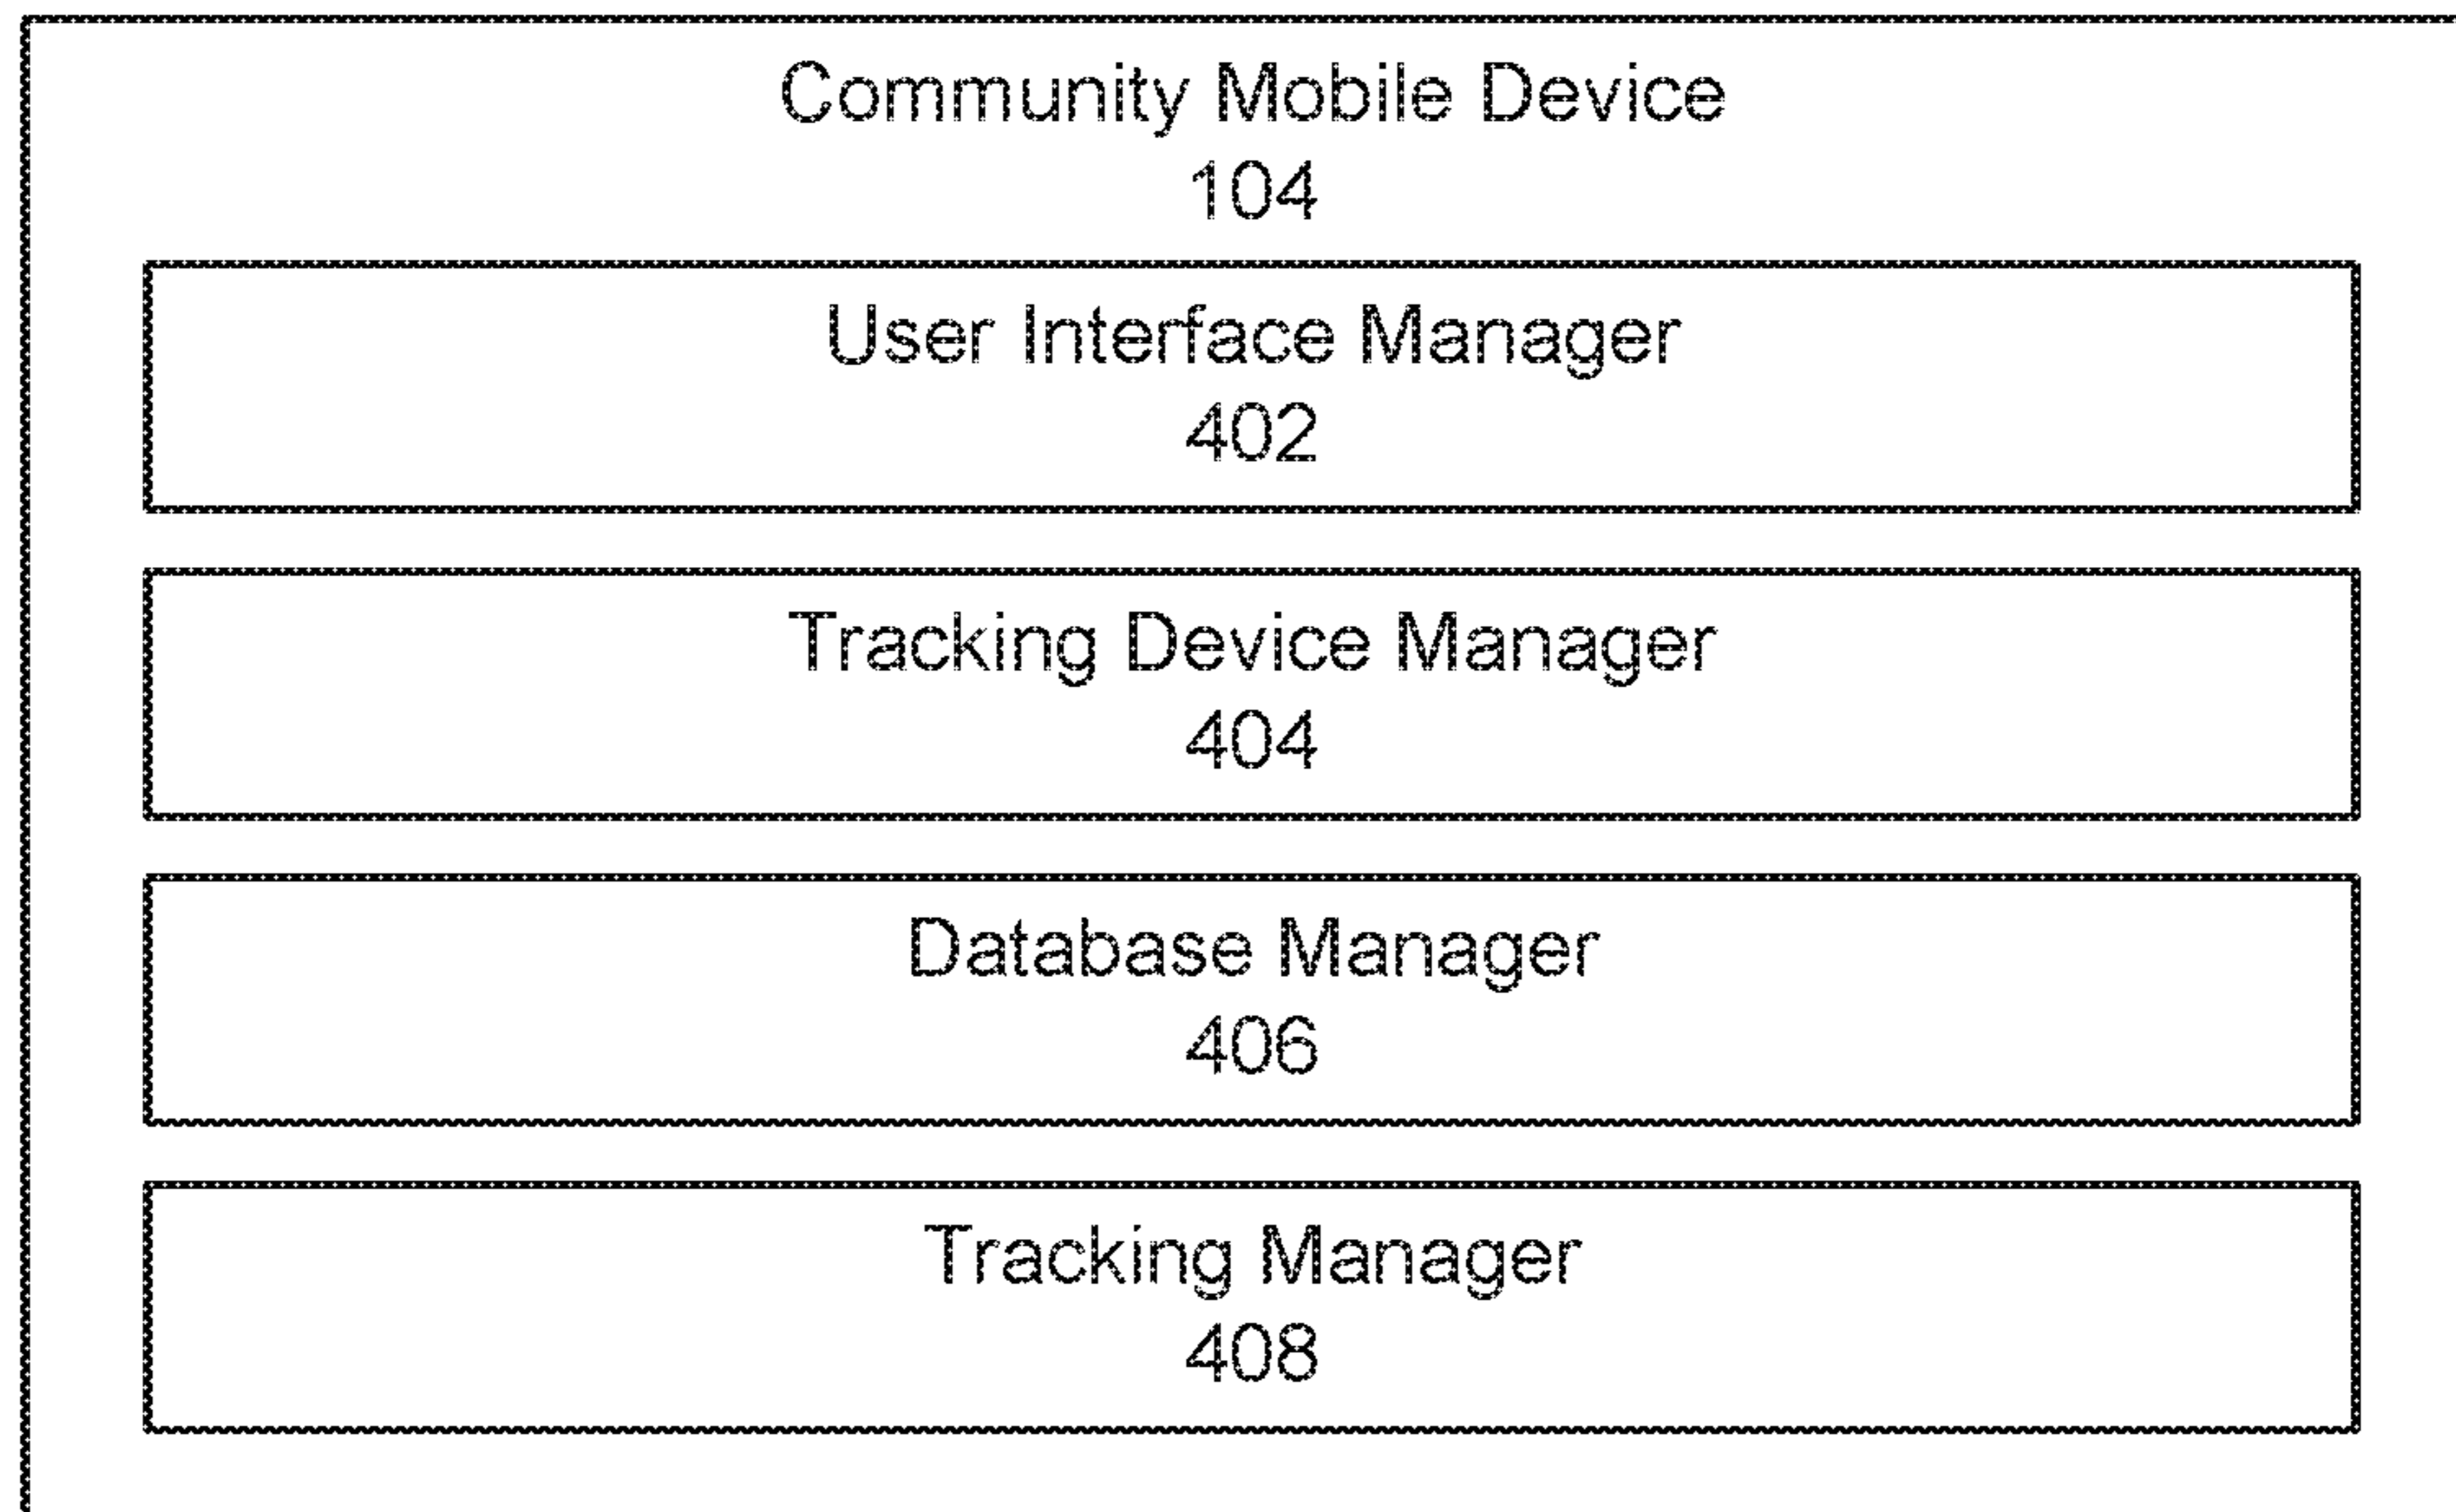 Community Mobile Device
104
User Interface Manager
402
Tracking Device Manager
404
Database Manager
406
Tracking Manager
408